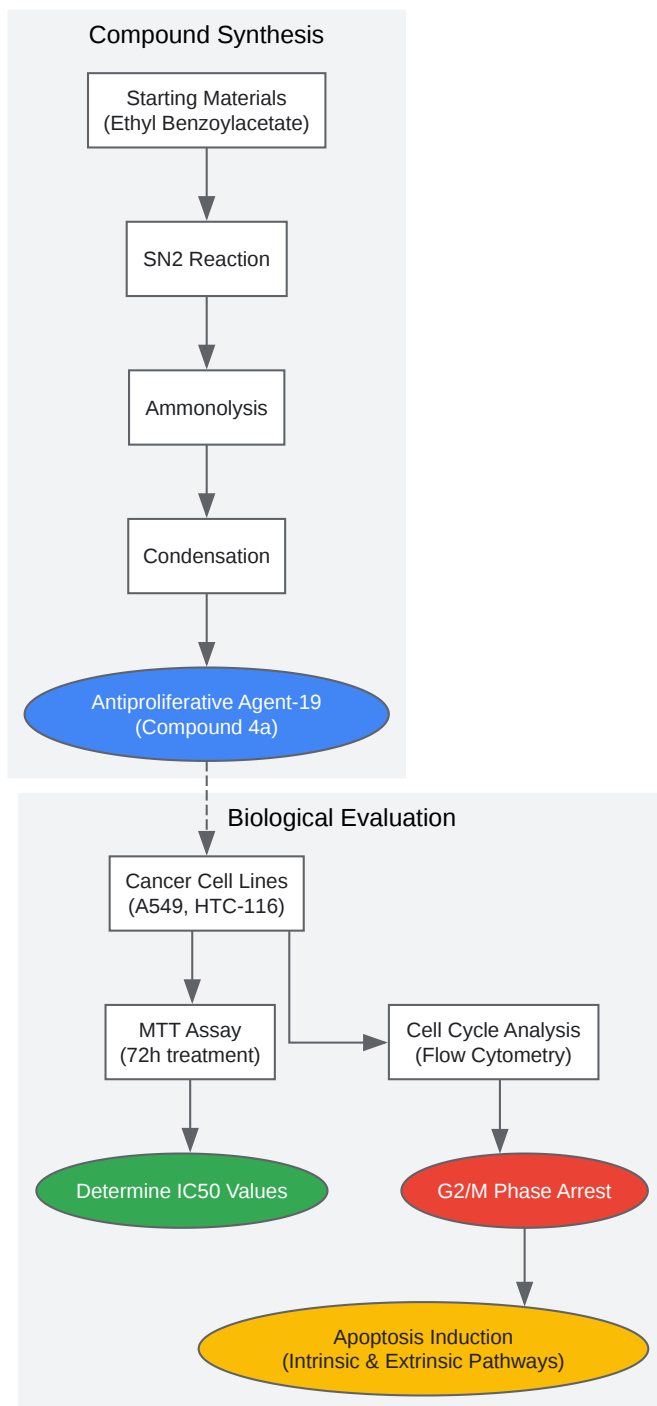 Compound Synthesis
Starting Materials
(Ethyl Benzoylacetate)
SN2 Reaction
Ammonolysis
Condensation
Antiproliferative Agent-19
(Compound 4a)
Biological Evaluation
Cancer Cell Lines
(A549, HTC-116)
MTT Assay
(72h treatment)
Cell Cycle Analysis
(Flow Cytometry)
Determine IC50 Values
G2/M Phase Arrest
Apoptosis Induction
(Intrinsic & Extrinsic Pathways)